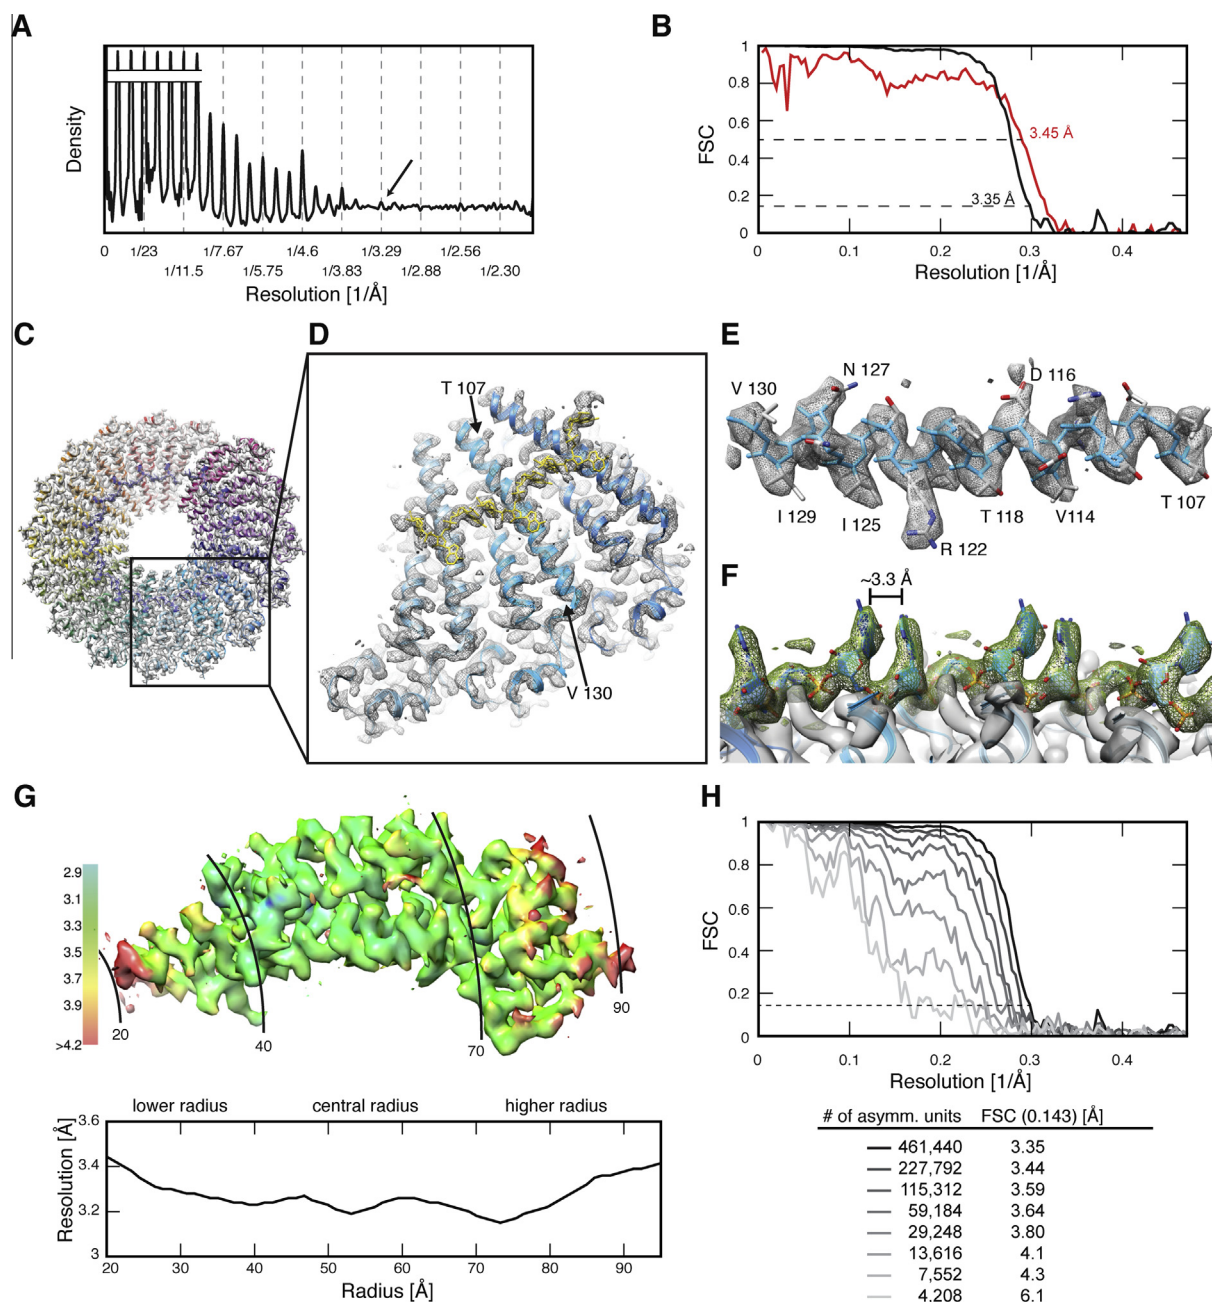 A
Density
0
1/23
1/11.5
1/7.67
1/5.75
1/4.6
1/3.83
1/3.29
1/2.88
1/2.56
1/2.30
Resolution [1/Å]
B
FSC
1
0.8
0.6
0.4
0.2
0
3.45 Å
3.35 Å
0
0.1
0.2
0.3
0.4
Resolution [1/Å]
C
D
T 107
V 130
E
V 130
N 127
D 116
I 129
I 125
R 122
T 118
V114
T 107
F
~3.3 Å
G
2.9
3.1
3.3
3.5
3.7
3.9
>4.2
20
40
70
90
lower radius
central radius
higher radius
Resolution [Å]
3.6
3.4
3.2
3
20
30
40
50
60
70
80
90
Radius [Å]
H
FSC
1
0.8
0.6
0.4
0.2
0
0
0.1
0.2
0.3
0.4
Resolution [1/Å]
# of asymm. units FSC (0.143) [Å]
461,440 3.35
227,792 3.44
115,312 3.59
59,184 3.64
29,248 3.80
13,616 4.1
7,552 4.3
4,208 6.1